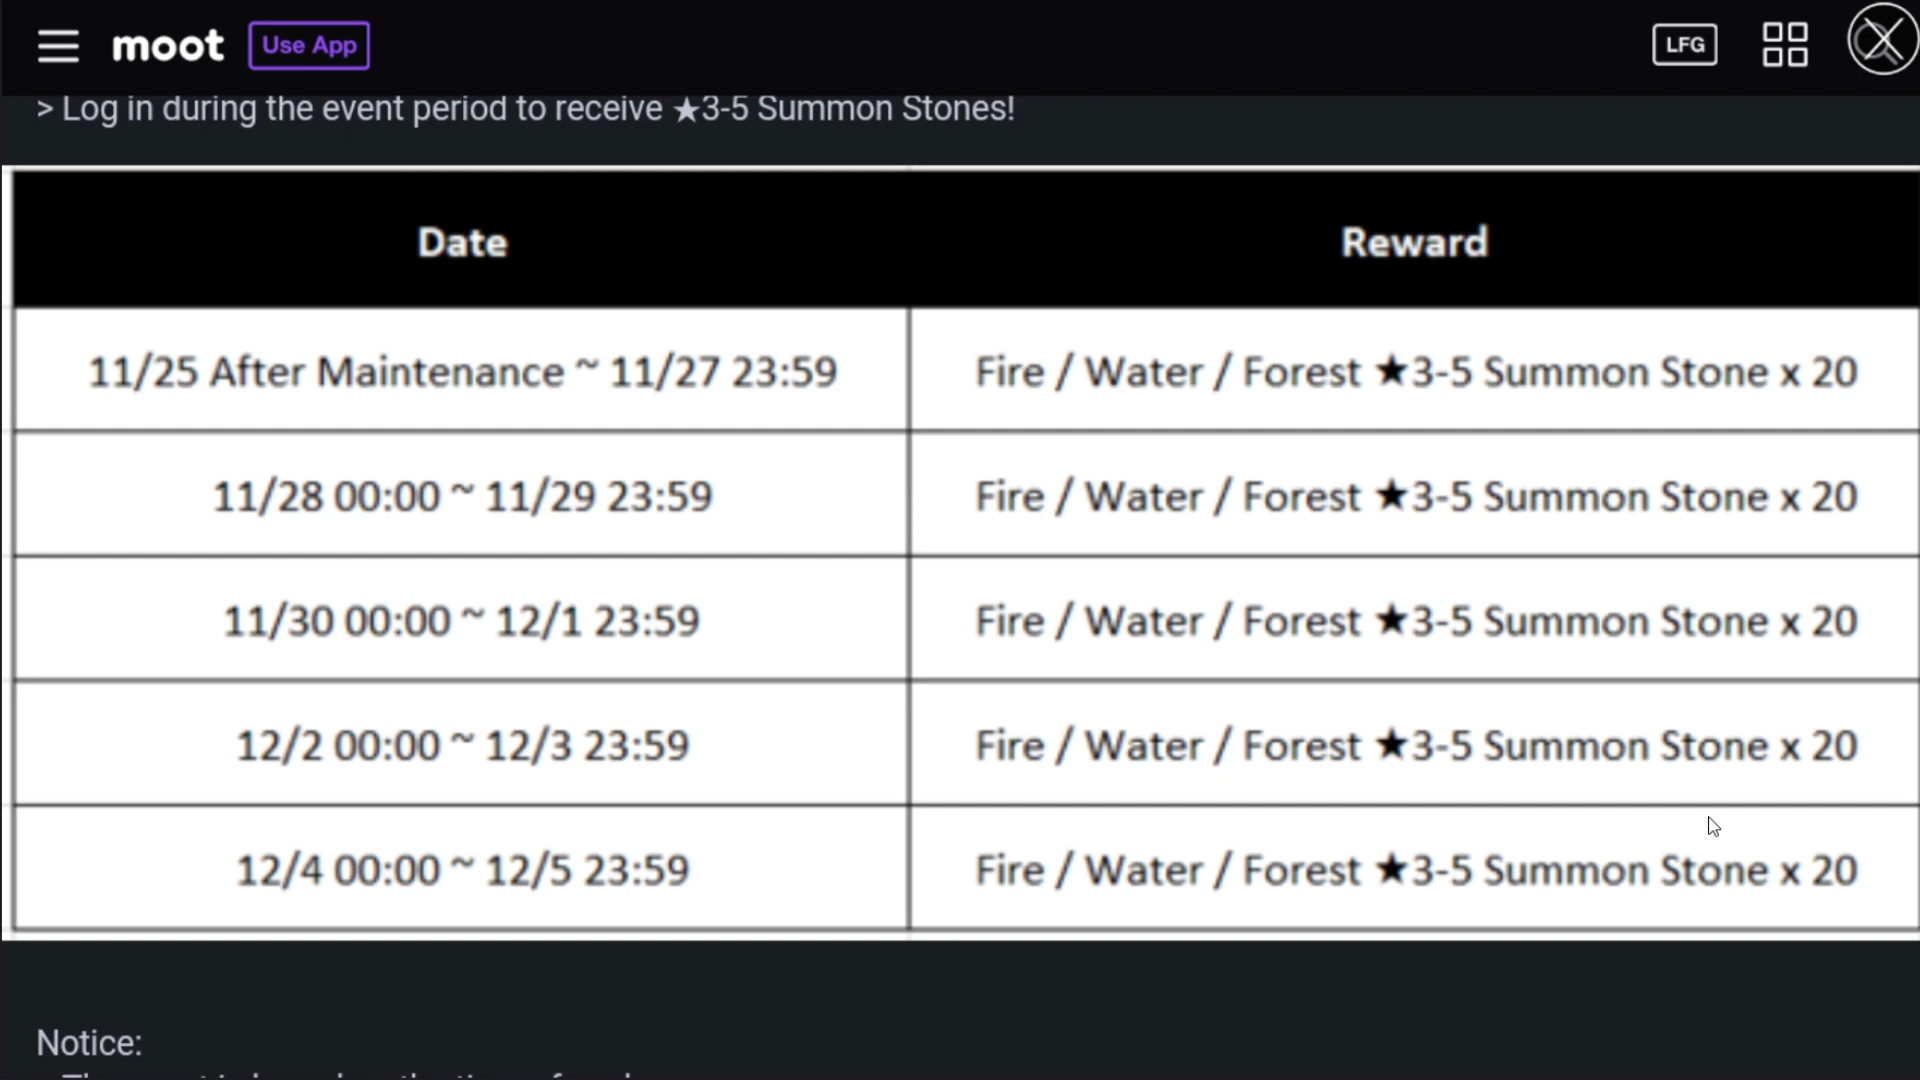 moot Use App LFG
> Log in during the event period to receive ★3-5 Summon Stones!
Date Reward
11/25 After Maintenance ~ 11/27 23:59 Fire / Water / Forest ★3-5 Summon Stone x 20
11/28 00:00 ~ 11/29 23:59 Fire / Water / Forest ★3-5 Summon Stone x 20
11/30 00:00 ~ 12/1 23:59 Fire / Water / Forest ★3-5 Summon Stone x 20
12/2 00:00 ~ 12/3 23:59 Fire / Water / Forest ★3-5 Summon Stone x 20
12/4 00:00 ~ 12/5 23:59 Fire / Water / Forest ★3-5 Summon Stone x 20
Notice: